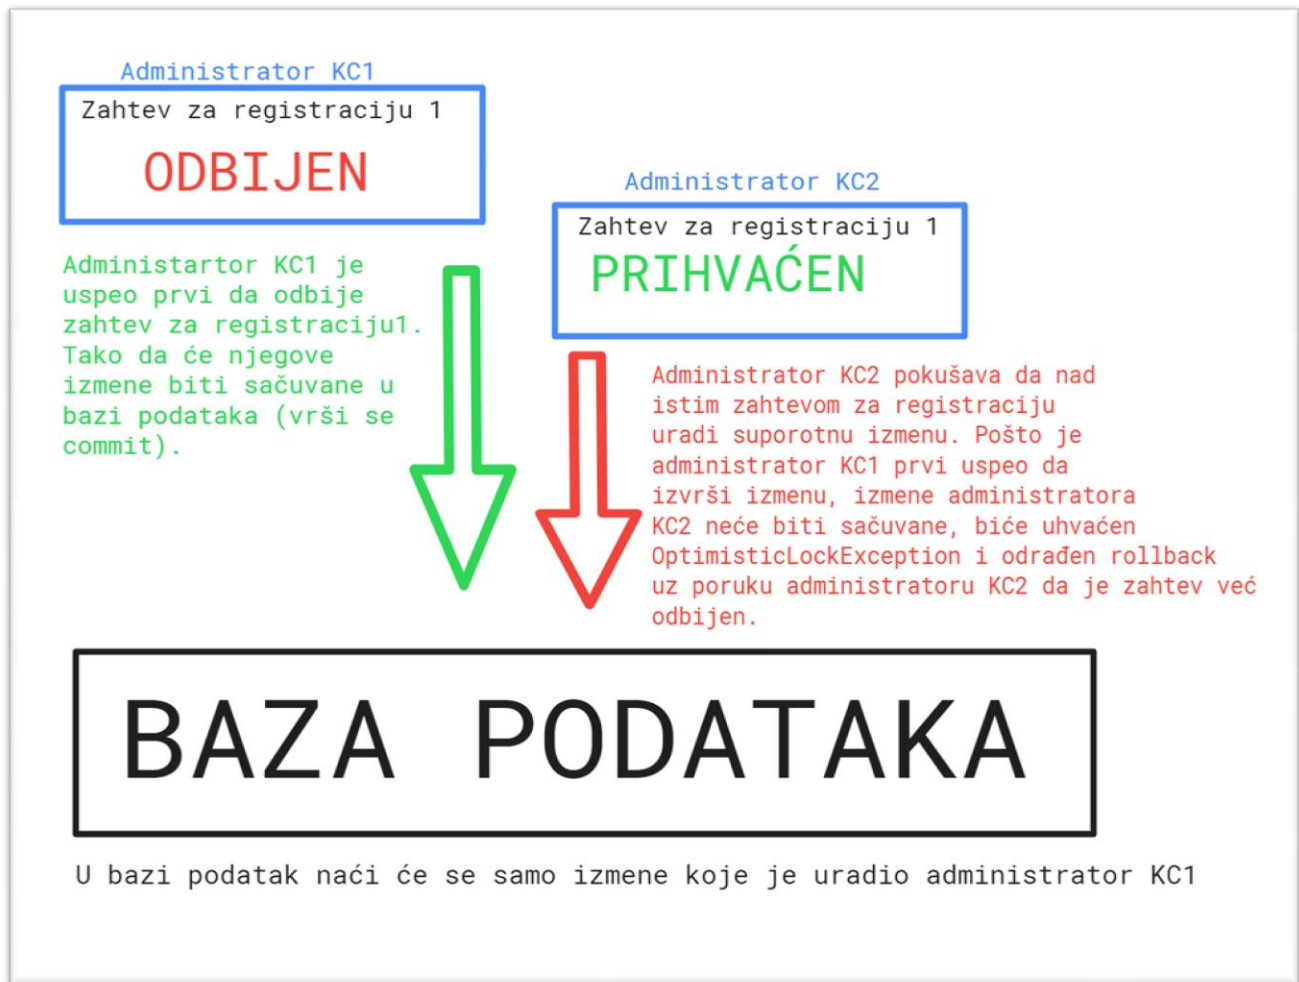 Administrator KC1
Zahtev za registraciju 1
ODBIJEN
Administartor KC1 je
uspeo prvi da odbije
zahtev za registraciju1.
Tako da će njegove
izmene biti sačuvane u
bazi podataka (vrši se
commit).
Administrator KC2
Zahtev za registraciju 1
PRIHVAĆEN
Administrator KC2 pokušava da nad
istim zahtevom za registraciju
uradi suporotnu izmenu. Pošto je
administrator KC1 prvi uspeo da
izvrši izmenu, izmene administratora
KC2 neće biti sačuvane, biće uhvaćen
OptimisticLockException i odrađen rollback
uz poruku administratoru KC2 da je zahtev već
odbijen.
BAZA PODATAKA
U bazi podatak naći će se samo izmene koje je uradio administrator KC1